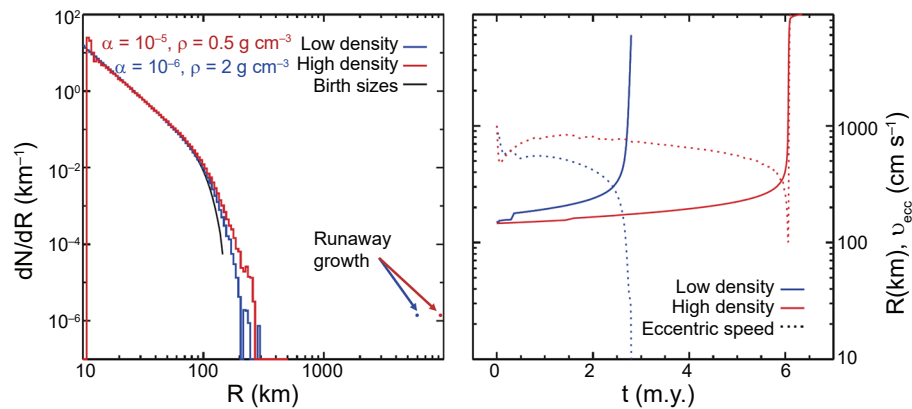 α = 10⁻⁵, ρ = 0.5 g cm⁻³
α = 10⁻⁶, ρ = 2 g cm⁻³
Low density
High density
Birth sizes
Runaway
growth
dN/dR (km⁻¹)
10²
10⁰
10⁻²
10⁻⁴
10⁻⁶
10 100 1000
R (km)
Low density
High density
Eccentric speed
1000
100
10
R(km), υecc (cm s⁻¹)
0 2 4 6
t (m.y.)